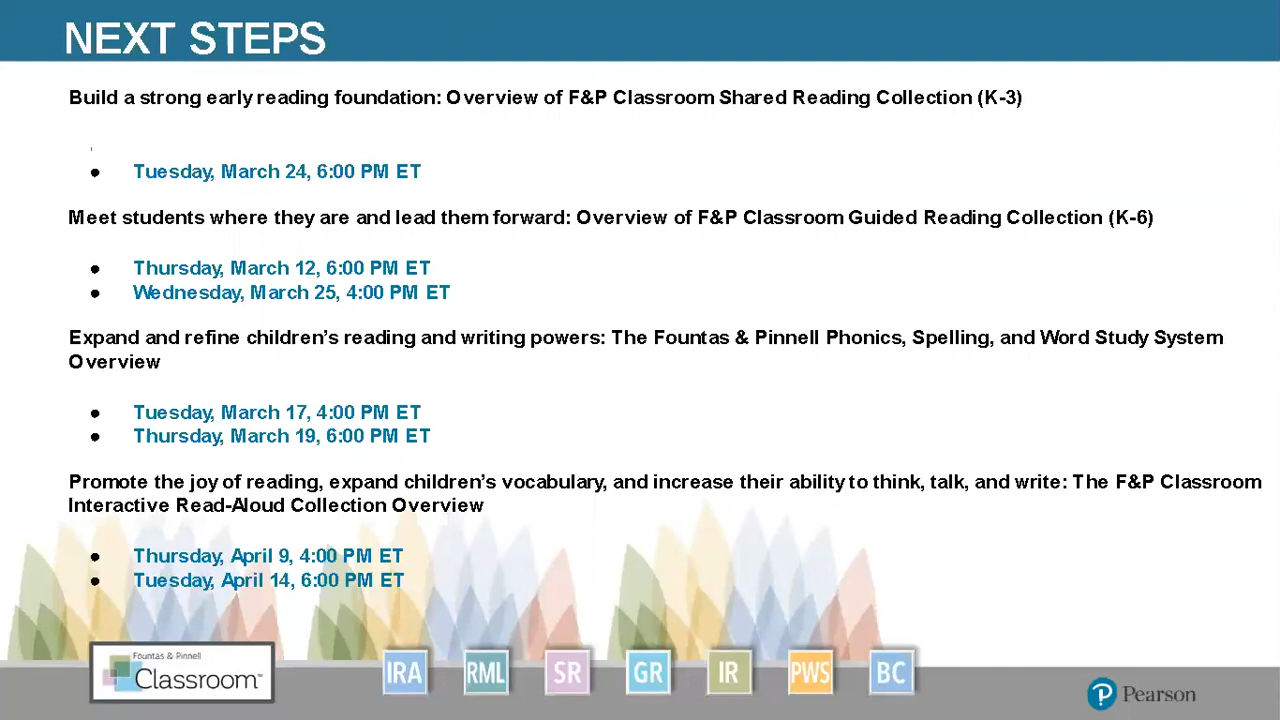 NEXT STEPS
Build a strong early reading foundation: Overview of F&P Classroom Shared Reading Collection (K-3)
● Tuesday, March 24, 6:00 PM ET
Meet students where they are and lead them forward: Overview of F&P Classroom Guided Reading Collection (K-6)
● Thursday, March 12, 6:00 PM ET
● Wednesday, March 25, 4:00 PM ET
Expand and refine children’s reading and writing powers: The Fountas & Pinnell Phonics, Spelling, and Word Study System
Overview
● Tuesday, March 17, 4:00 PM ET
● Thursday, March 19, 6:00 PM ET
Promote the joy of reading, expand children’s vocabulary, and increase their ability to think, talk, and write: The F&P Classroom
Interactive Read-Aloud Collection Overview
● Thursday, April 9, 4:00 PM ET
● Tuesday, April 14, 6:00 PM ET
Fountas & Pinnell
Classroom™
IRA RML SR GR IR PWS BC
P Pearson